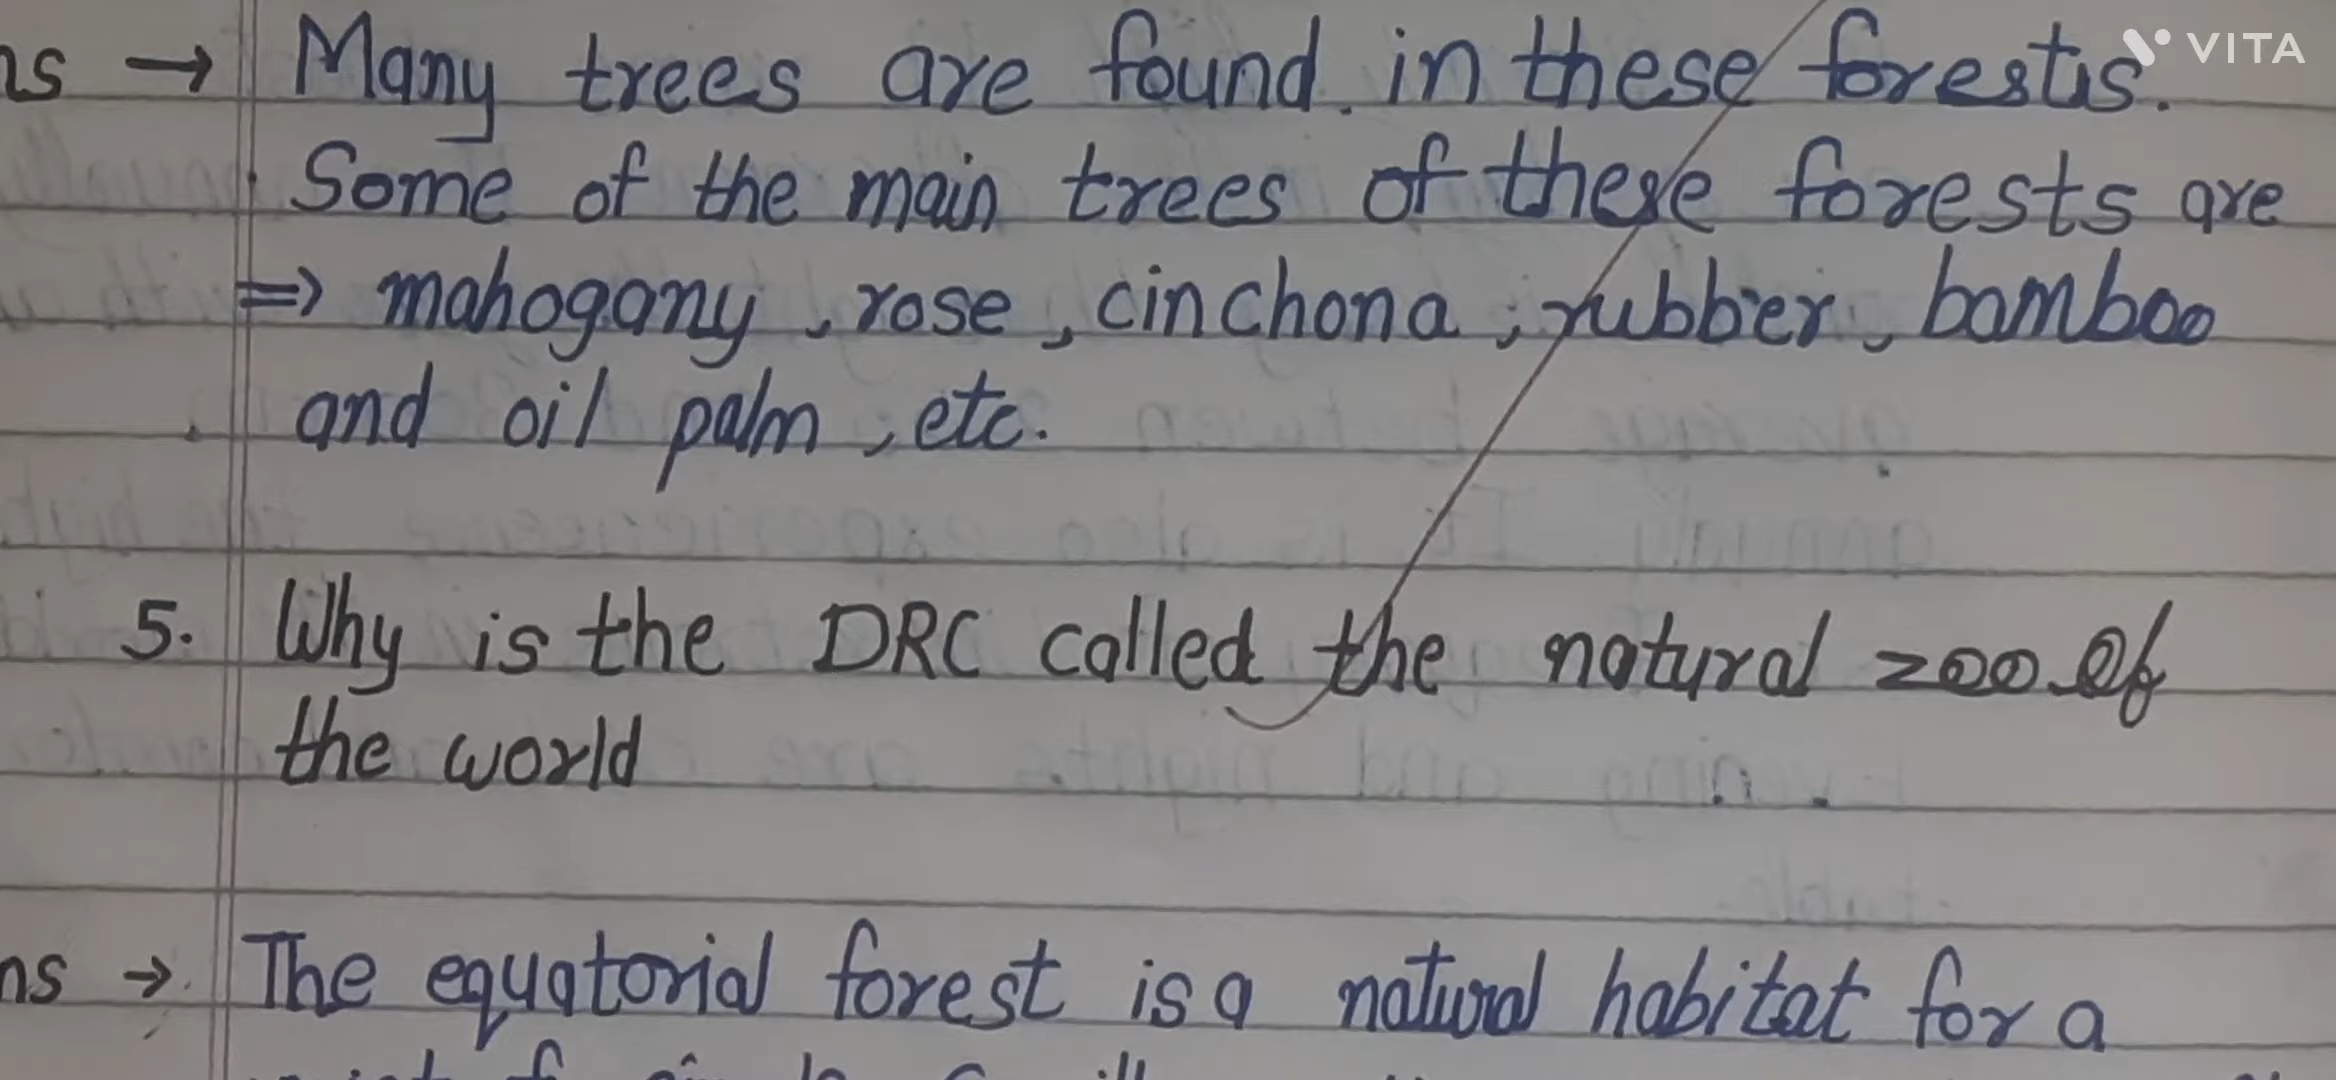 VITA
ns → Many trees are found in these forests.
Some of the main trees of these forests are
⇒ mahogany, rose, cinchona, rubber, bamboo
and oil palm, etc.
5. Why is the DRC called the natural zoo of
the world
ns → The equatorial forest is a natural habitat for a